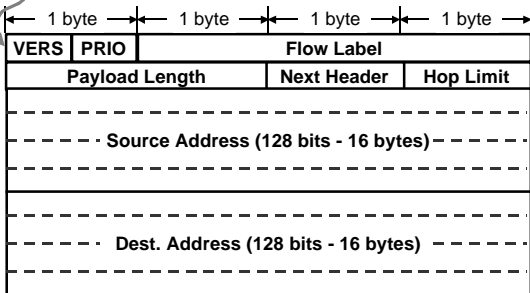 1 byte 1 byte 1 byte 1 byte
VERS PRIO Flow Label
Payload Length Next Header Hop Limit
Source Address (128 bits - 16 bytes)
Dest. Address (128 bits - 16 bytes)